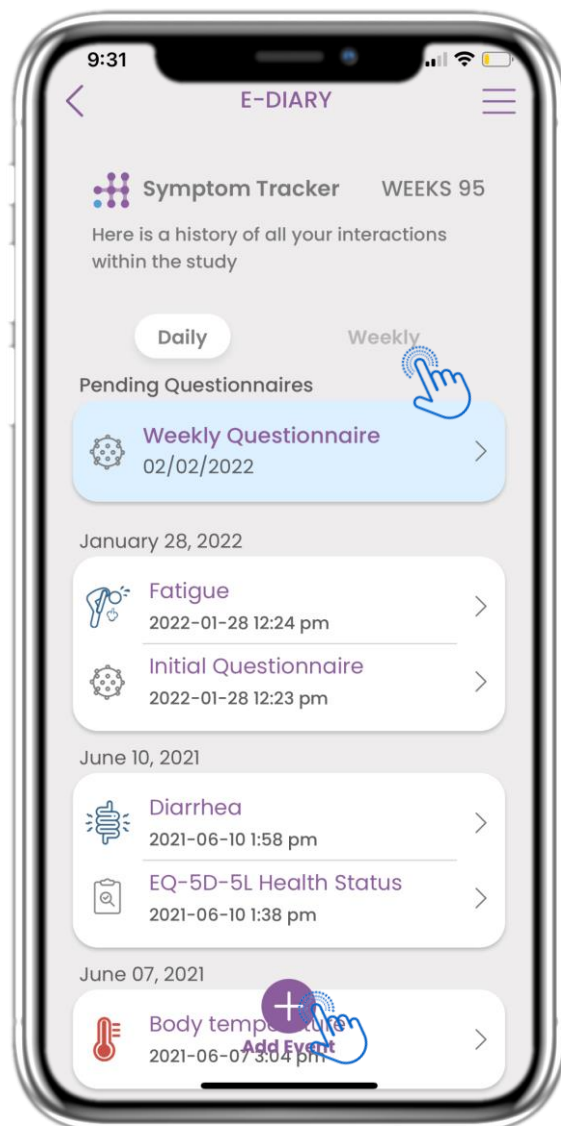 9:31
E-DIARY
Symptom Tracker WEEKS 95
Here is a history of all your interactions
within the study
Daily Weekly
Pending Questionnaires
Weekly Questionnaire
02/02/2022
January 28, 2022
Fatigue
2022-01-28 12:24 pm
Initial Questionnaire
2022-01-28 12:23 pm
June 10, 2021
Diarrhea
2021-06-10 1:58 pm
EQ-5D-5L Health Status
2021-06-10 1:38 pm
June 07, 2021
Body temperature
Add Event
2021-06-07 3:04 pm